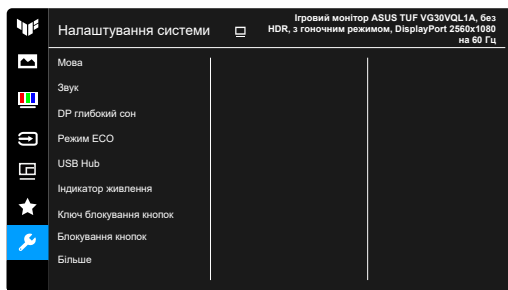 Налаштування системи
Ігровий монітор ASUS TUF VG30VQL1A, без
HDR, з гоночним режимом, DisplayPort 2560x1080
на 60 Гц
Мова
Звук
DP глибокий сон
Режим ECO
USB Hub
Індикатор живлення
Ключ блокування кнопок
Блокування кнопок
Більше